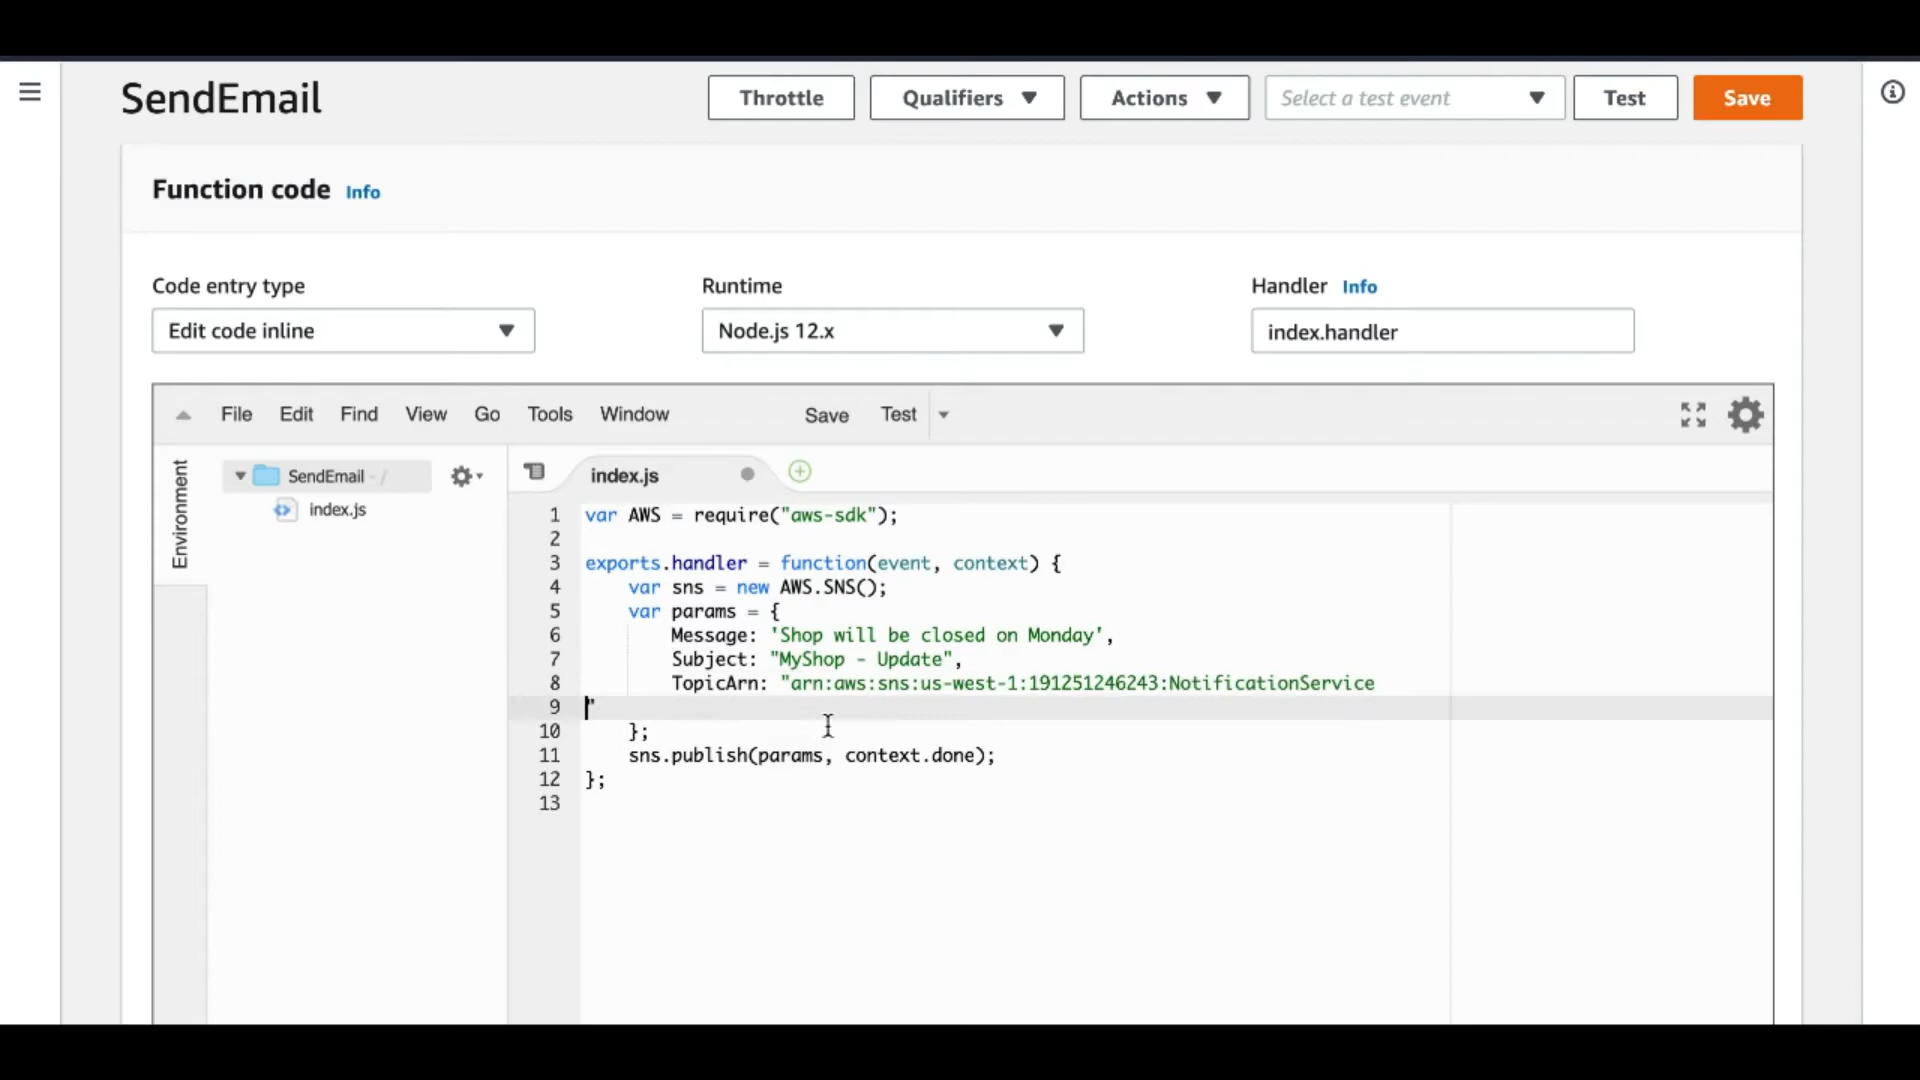 SendEmail
Throttle
Qualifiers
Actions
Select a test event
Test
Save
Function code Info
Code entry type
Edit code inline
Runtime
Node.js 12.x
Handler Info
index.handler
File Edit Find View Go Tools Window Save Test
Environment
SendEmail - /
index.js
index.js
1 var AWS = require("aws-sdk");
2
3 exports.handler = function(event, context) {
4     var sns = new AWS.SNS();
5     var params = {
6         Message: 'Shop will be closed on Monday',
7         Subject: "MyShop - Update",
8         TopicArn: "arn:aws:sns:us-west-1:191251246243:NotificationService
9 "
10     };
11     sns.publish(params, context.done);
12 };
13